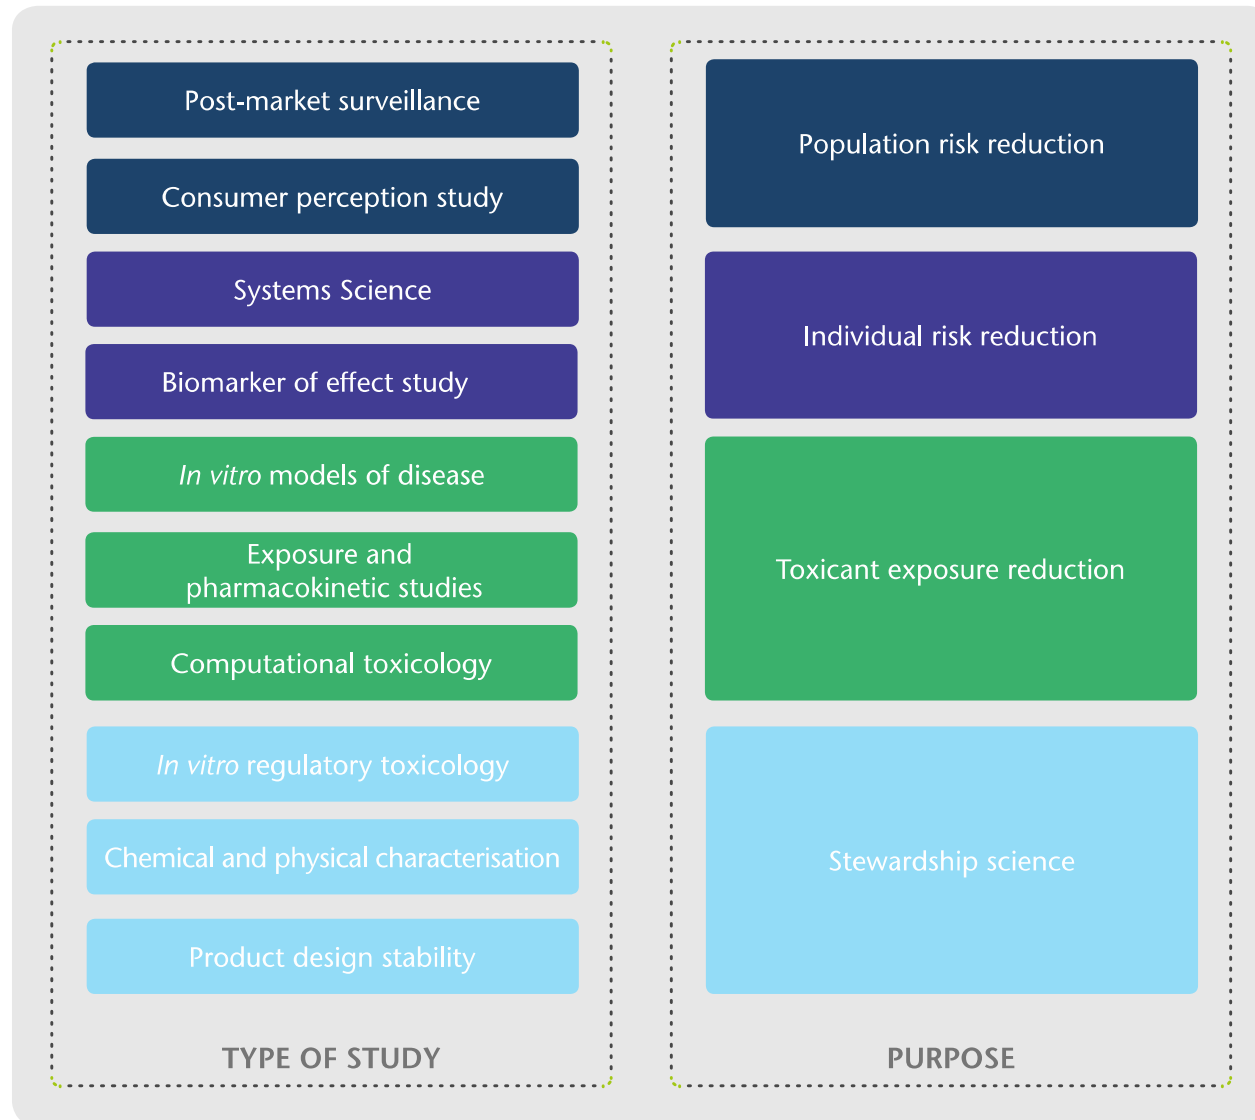 Post-market surveillance
Consumer perception study
Systems Science
Biomarker of effect study
In vitro models of disease
Exposure and
pharmacokinetic studies
Computational toxicology
In vitro regulatory toxicology
Chemical and physical characterisation
Product design stability
TYPE OF STUDY
Population risk reduction
Individual risk reduction
Toxicant exposure reduction
Stewardship science
PURPOSE